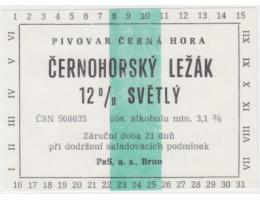 1 2 3 4 5 6 7 8 9 10 11 12 13 14 15
PIVOVAR ČERNÁ HORA
ČERNOHORSKÝ LEŽÁK
12% SVĚTLÝ
ČSN 566635 obs. alkoholu min. 3,1 %
Záruční doba 21 dnů
při dodržení skladovacích podmínek
PaS, a. s., Brno
VI V IV III II I
XII XI X IX VIII VII
16 17 18 19 20 21 22 23 24 25 26 27 28 29 30 31